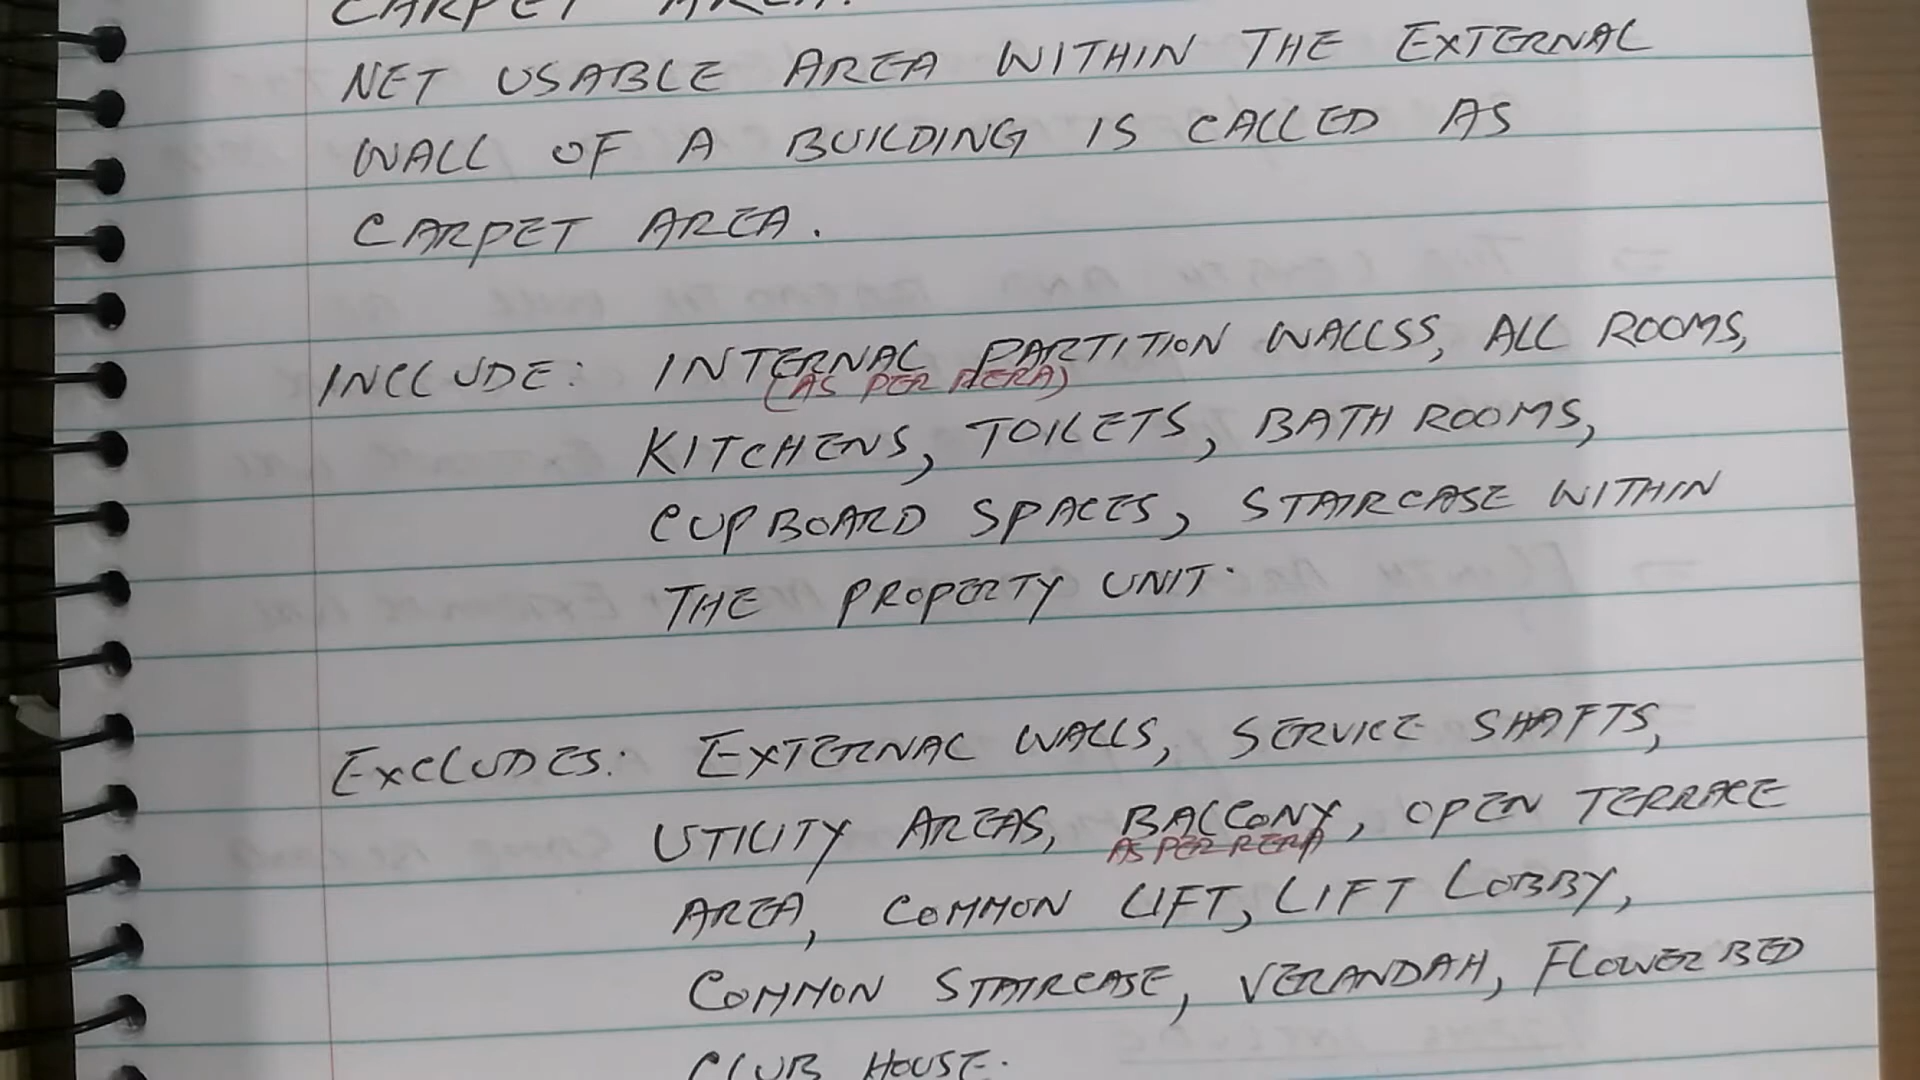 CARPET AREA.
NET USABLE AREA WITHIN THE EXTERNAL
WALL OF A BUILDING IS CALLED AS
CARPET AREA.
INCLUDE: INTERNAL PARTITION WALLSS, ALL ROOMS,
(AS PER RERA)
KITCHENS, TOILETS, BATH ROOMS,
CUPBOARD SPACES, STAIRCASE WITHIN
THE PROPERTY UNIT.
EXCLUDES: EXTERNAL WALLS, SERVICE SHAFTS,
UTILITY AREAS, BALCONY, OPEN TERRACE
AS PER RERA
AREA, COMMON LIFT, LIFT LOBBY,
COMMON STAIRCASE, VERANDAH, FLOWER BED
CLUB HOUSE.